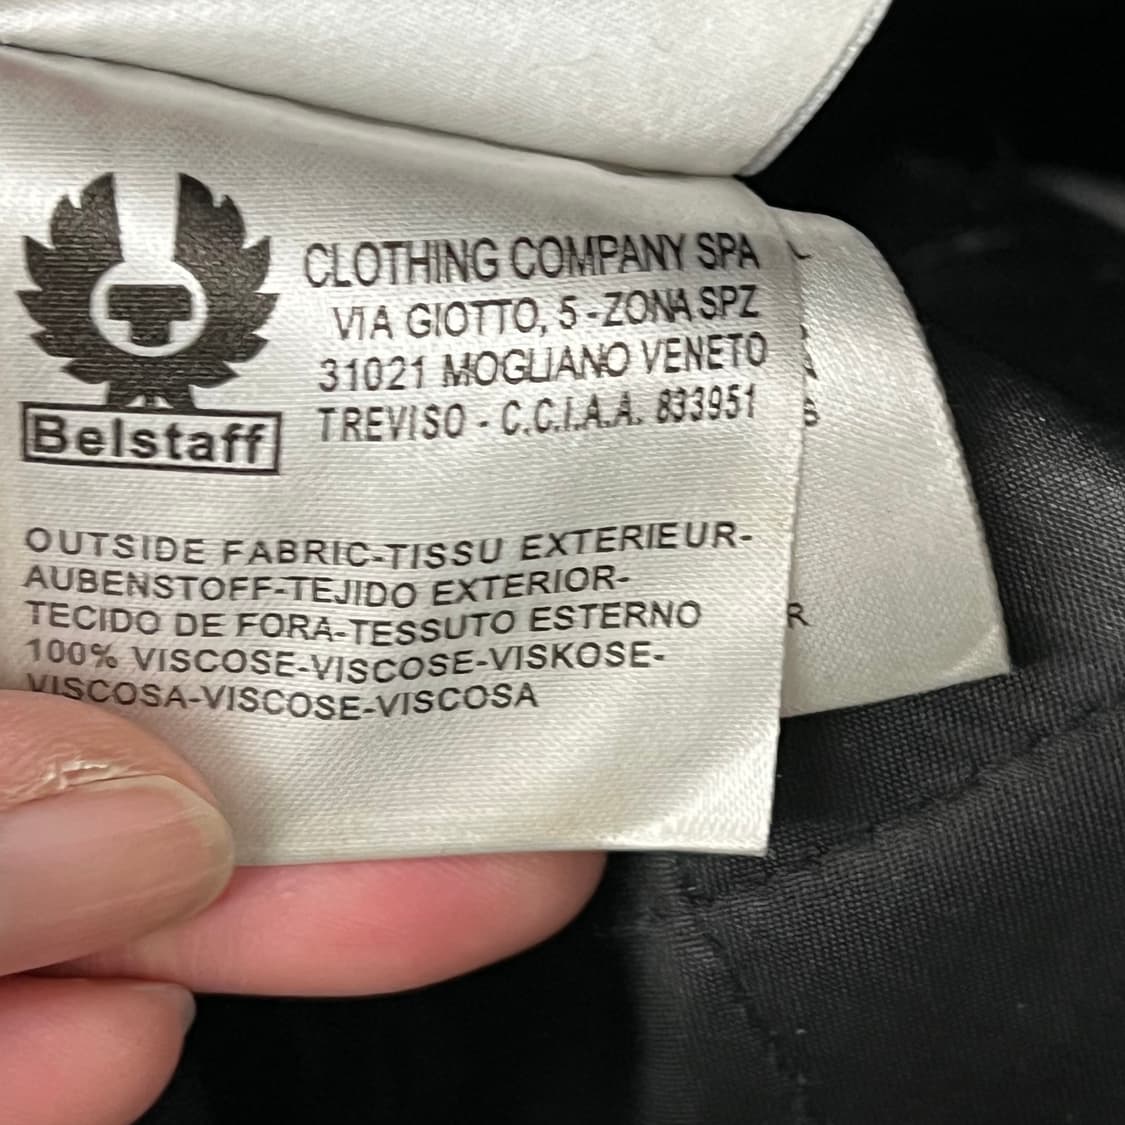 CLOTHING COMPANY SPA
VIA GIOTTO, 5 - ZONA SPZ
31021 MOGLIANO VENETO
TREVISO - C.C.I.A.A. 833951
Belstaff
OUTSIDE FABRIC-TISSU EXTERIEUR-
AUBENSTOFF-TEJIDO EXTERIOR-
TECIDO DE FORA-TESSUTO ESTERNO
100% VISCOSE-VISCOSE-VISKOSE-
VISCOSA-VISCOSE-VISCOSA
R